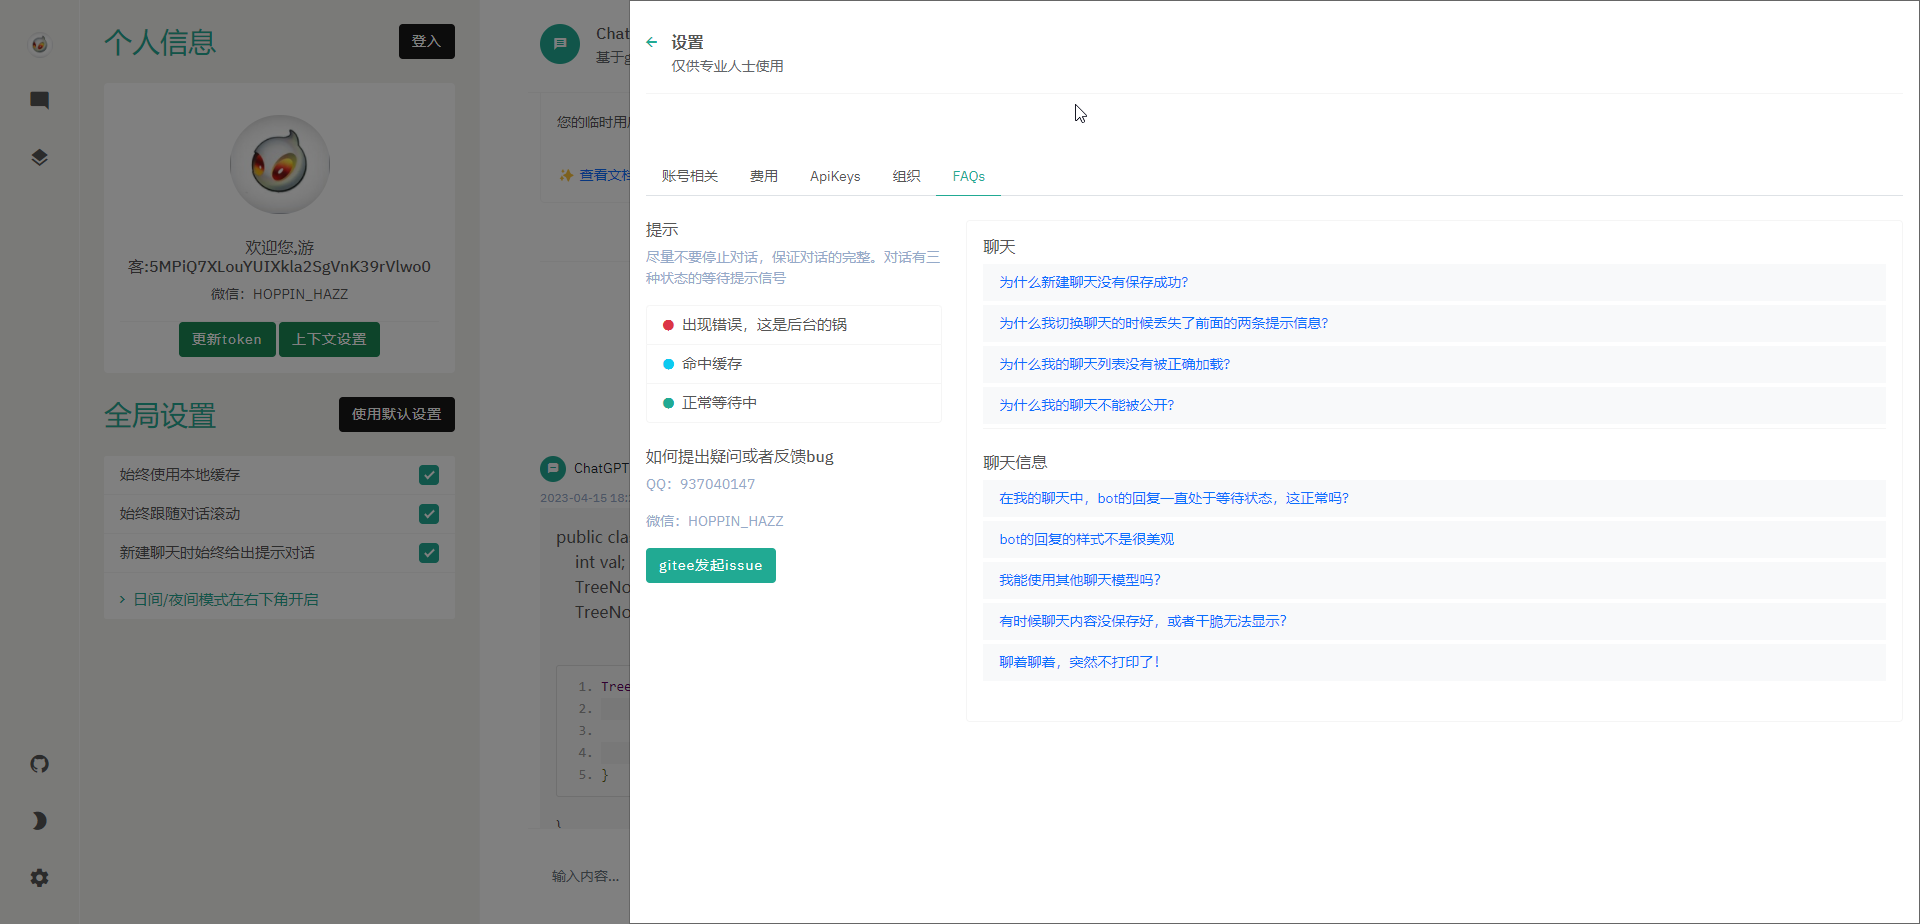 个人信息
登入
欢迎您,游
客:5MPiQ7XLouYUIXkla2SgVnK39rVlwo0
微信：HOPPIN_HAZZ
更新token
上下文设置
全局设置
使用默认设置
始终使用本地缓存
始终跟随对话滚动
新建聊天时始终给出提示对话
日间/夜间模式在右下角开启
Chat
基于g
您的临时用户
✨ 查看文档
ChatGPT
2023-04-15 18:
public cla
int val;
TreeNo
TreeNo
1. Tree
2.
3.
4.
5. }
}
输入内容...
设置
仅供专业人士使用
账号相关
费用
ApiKeys
组织
FAQs
提示
尽量不要停止对话，保证对话的完整。对话有三
种状态的等待提示信号
出现错误，这是后台的锅
命中缓存
正常等待中
如何提出疑问或者反馈bug
QQ：937040147
微信：HOPPIN_HAZZ
gitee发起issue
聊天
为什么新建聊天没有保存成功?
为什么我切换聊天的时候丢失了前面的两条提示信息?
为什么我的聊天列表没有被正确加载?
为什么我的聊天不能被公开?
聊天信息
在我的聊天中，bot的回复一直处于等待状态，这正常吗?
bot的回复的样式不是很美观
我能使用其他聊天模型吗?
有时候聊天内容没保存好，或者干脆无法显示?
聊着聊着，突然不打印了!